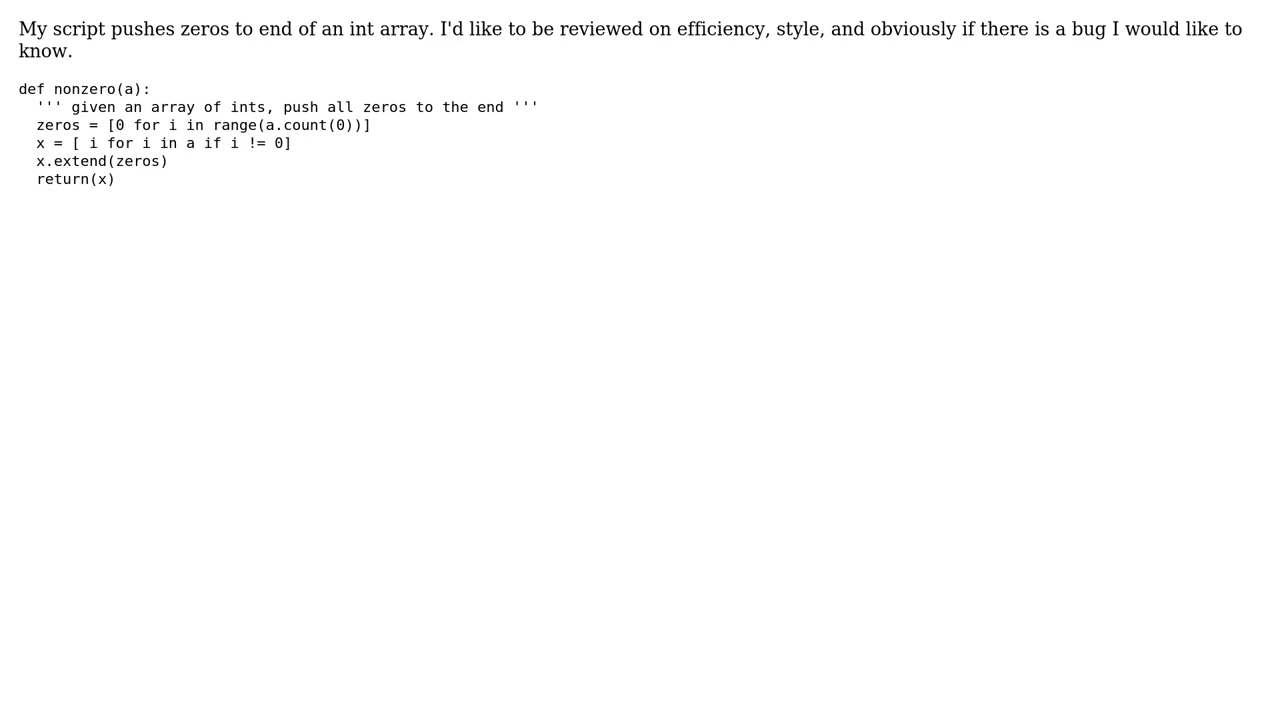 My script pushes zeros to end of an int array. I'd like to be reviewed on efficiency, style, and obviously if there is a bug I would like to
know.
def nonzero(a):
  ''' given an array of ints, push all zeros to the end '''
  zeros = [0 for i in range(a.count(0))]
  x = [ i for i in a if i != 0]
  x.extend(zeros)
  return(x)